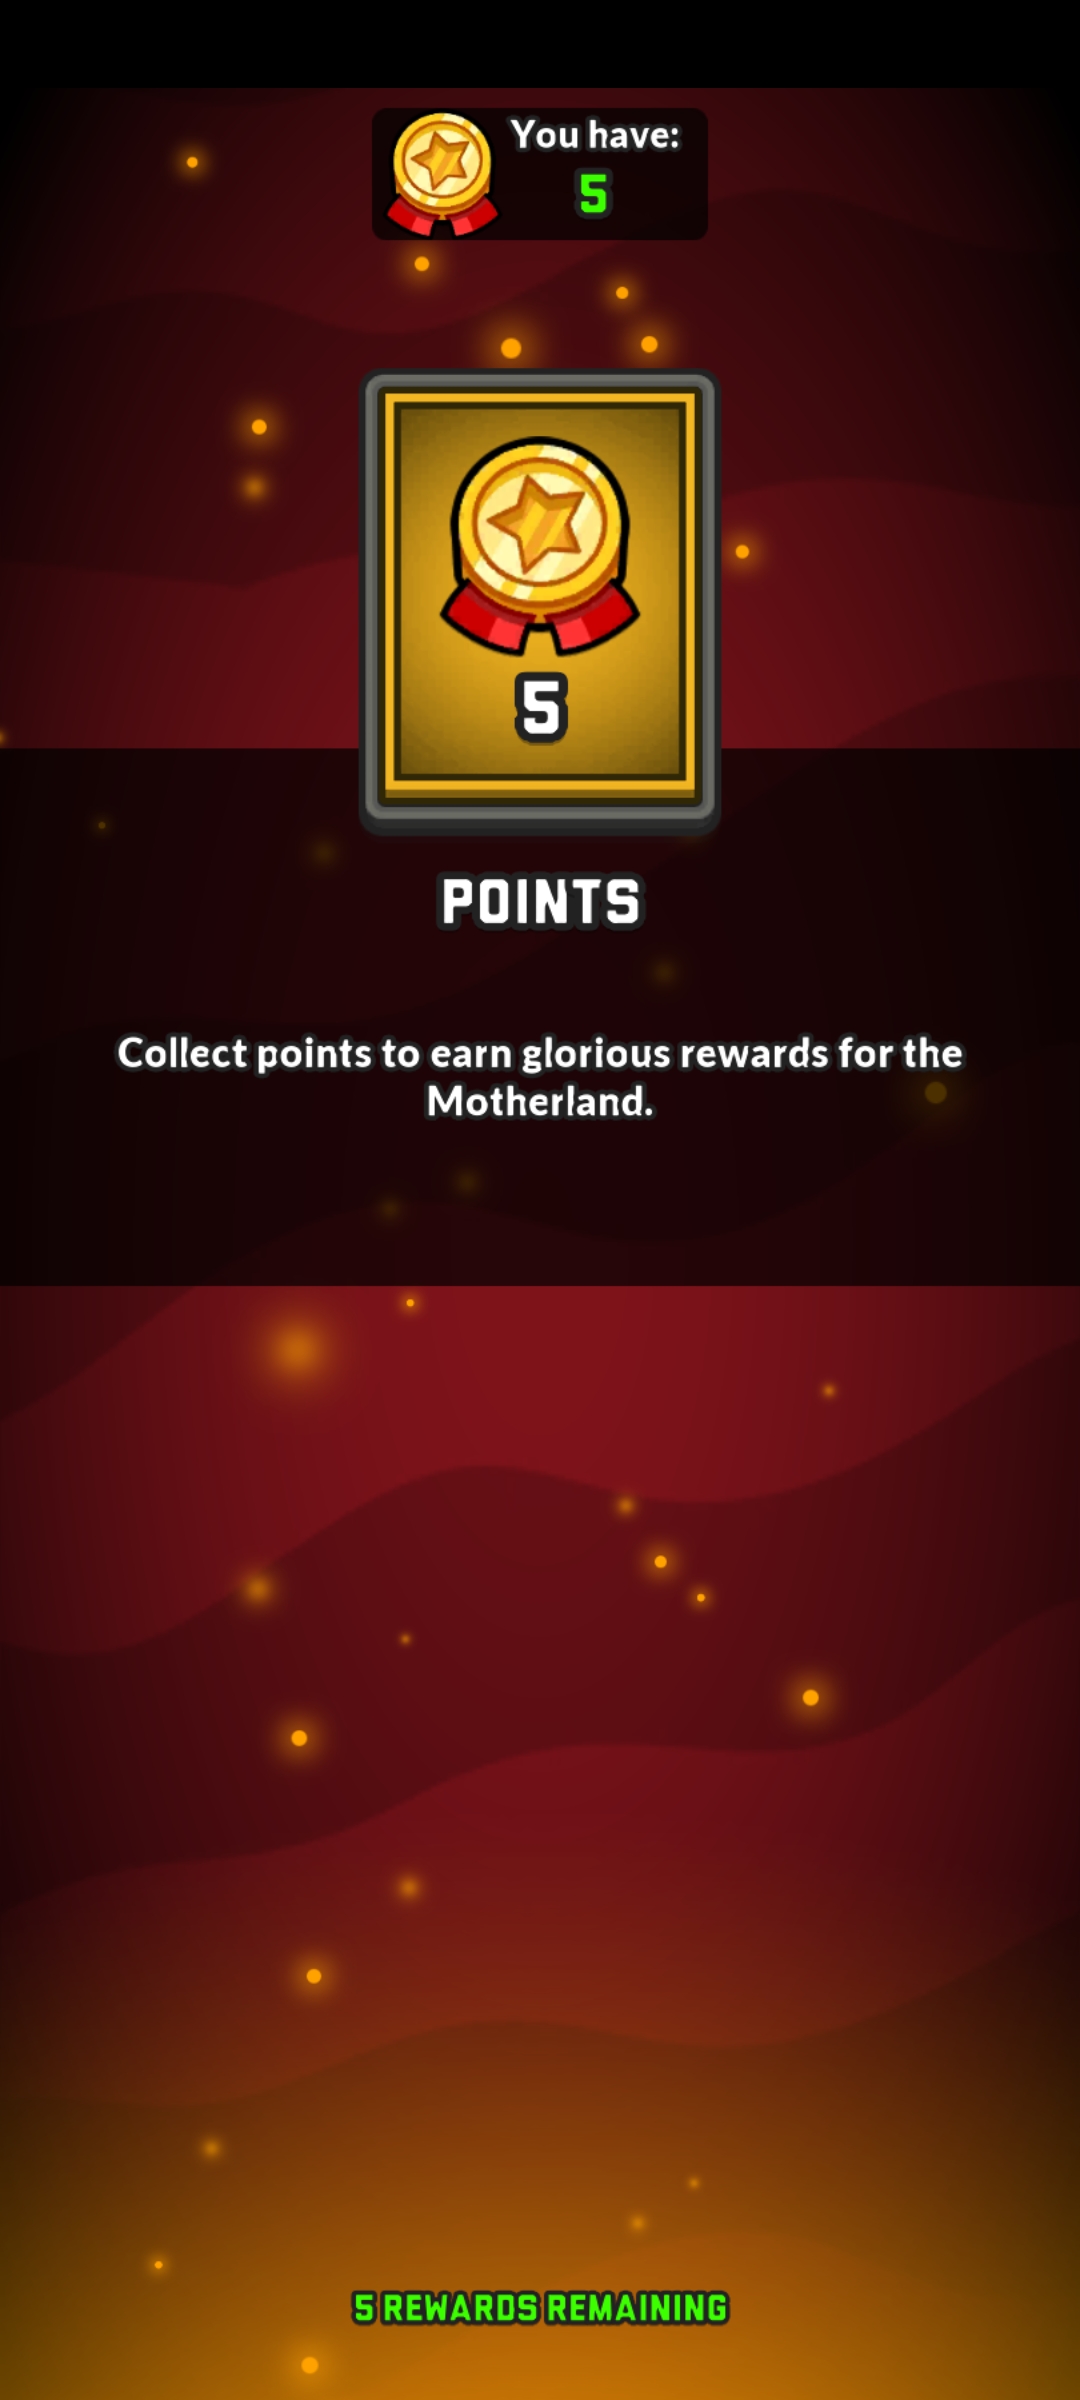 You have:
5
5
POINTS
Collect points to earn glorious rewards for the
Motherland.
5 REWARDS REMAINING